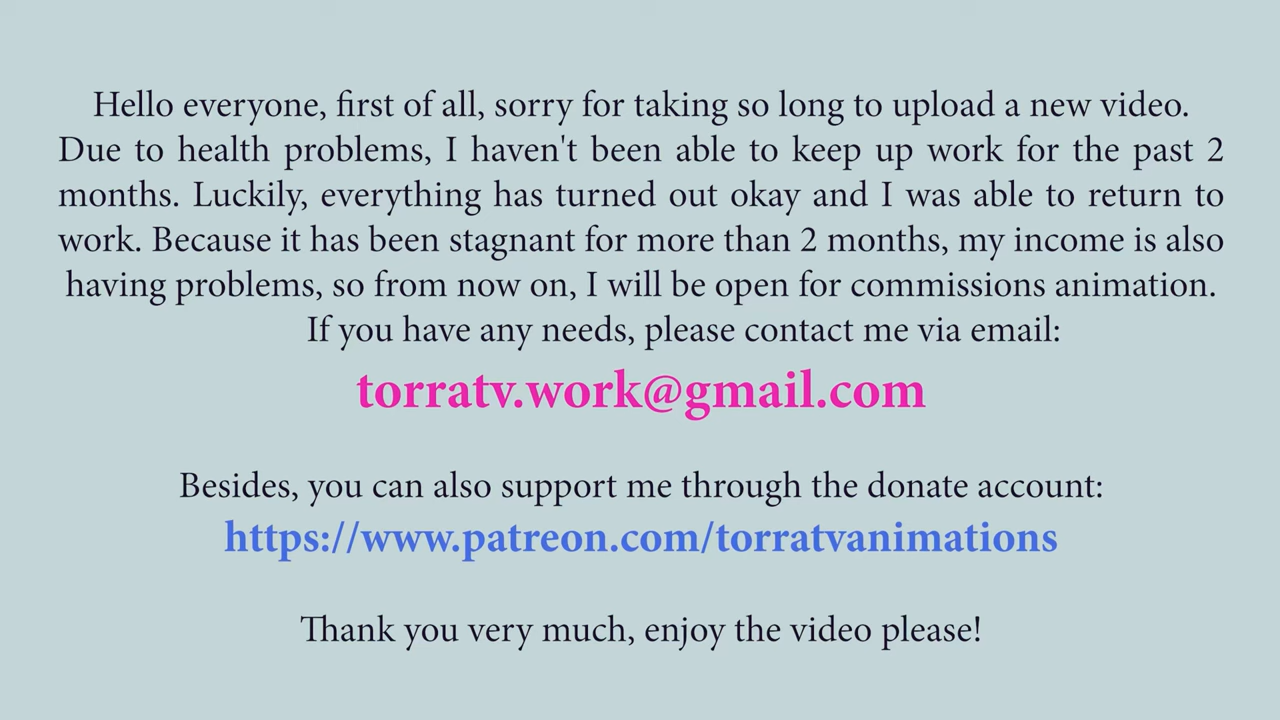 Hello everyone, first of all, sorry for taking so long to upload a new video.
Due to health problems, I haven't been able to keep up work for the past 2
months. Luckily, everything has turned out okay and I was able to return to
work. Because it has been stagnant for more than 2 months, my income is also
having problems, so from now on, I will be open for commissions animation.
If you have any needs, please contact me via email:
torratv.work@gmail.com
Besides, you can also support me through the donate account:
https://www.patreon.com/torratvanimations
Thank you very much, enjoy the video please!